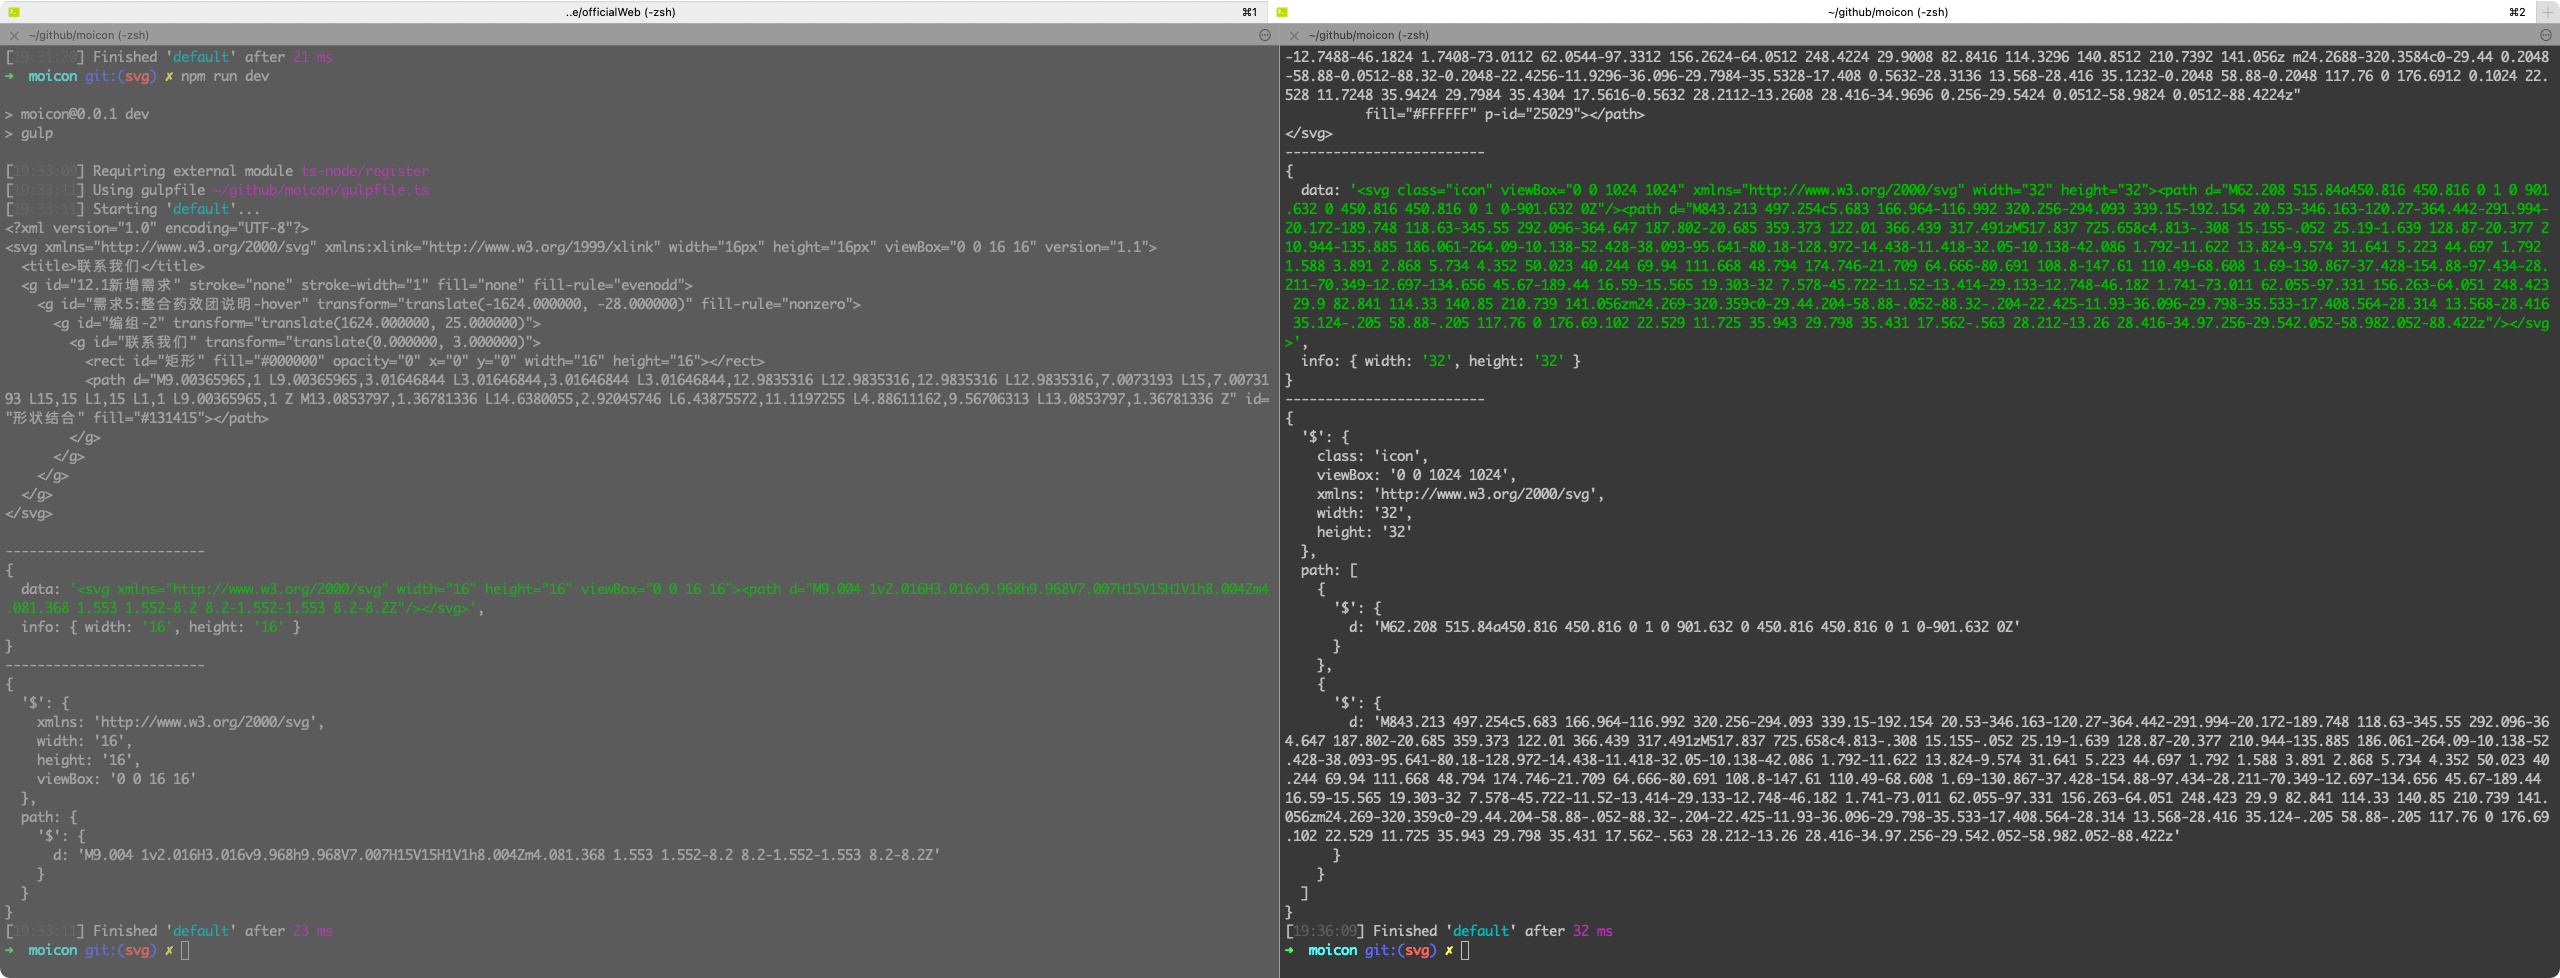 ..e/officialWeb (-zsh) ⌘1
~/github/moicon (-zsh)
[19:31:20] Finished 'default' after 21 ms
➜ moicon git:(svg) ✗ npm run dev
> moicon@0.0.1 dev
> gulp
[19:33:09] Requiring external module ts-node/register
[19:33:11] Using gulpfile ~/github/moicon/gulpfile.ts
[19:33:11] Starting 'default'...
<?xml version="1.0" encoding="UTF-8"?>
<svg xmlns="http://www.w3.org/2000/svg" xmlns:xlink="http://www.w3.org/1999/xlink" width="16px" height="16px" viewBox="0 0 16 16" version="1.1">
<title>联系我们</title>
<g id="12.1新增需求" stroke="none" stroke-width="1" fill="none" fill-rule="evenodd">
<g id="需求5:整合药效团说明-hover" transform="translate(-1624.000000, -28.000000)" fill-rule="nonzero">
<g id="编组-2" transform="translate(1624.000000, 25.000000)">
<g id="联系我们" transform="translate(0.000000, 3.000000)">
<rect id="矩形" fill="#000000" opacity="0" x="0" y="0" width="16" height="16"></rect>
<path d="M9.00365965,1 L9.00365965,3.01646844 L3.01646844,3.01646844 L3.01646844,12.9835316 L12.9835316,12.9835316 L12.9835316,7.0073193 L15,7.00731
93 L15,15 L1,15 L1,1 L9.00365965,1 Z M13.0853797,1.36781336 L14.6380055,2.92045746 L6.43875572,11.1197255 L4.88611162,9.56706313 L13.0853797,1.36781336 Z" id=
"形状结合" fill="#131415"></path>
</g>
</g>
</g>
</g>
</svg>
-------------------------
{
data: '<svg xmlns="http://www.w3.org/2000/svg" width="16" height="16" viewBox="0 0 16 16"><path d="M9.004 1v2.016H3.016v9.968h9.968V7.007H15V15H1V1h8.004Zm4
.081.368 1.553 1.552-8.2 8.2-1.552-1.553 8.2-8.2Z"/></svg>',
info: { width: '16', height: '16' }
}
-------------------------
{
'$': {
xmlns: 'http://www.w3.org/2000/svg',
width: '16',
height: '16',
viewBox: '0 0 16 16'
},
path: {
'$': {
d: 'M9.004 1v2.016H3.016v9.968h9.968V7.007H15V15H1V1h8.004Zm4.081.368 1.553 1.552-8.2 8.2-1.552-1.553 8.2-8.2Z'
}
}
}
[19:33:11] Finished 'default' after 23 ms
➜ moicon git:(svg) ✗
~/github/moicon (-zsh) ⌘2
~/github/moicon (-zsh)
-12.7488-46.1824 1.7408-73.0112 62.0544-97.3312 156.2624-64.0512 248.4224 29.9008 82.8416 114.3296 140.8512 210.7392 141.056z m24.2688-320.3584c0-29.44 0.2048
-58.88-0.0512-88.32-0.2048-22.4256-11.9296-36.096-29.7984-35.5328-17.408 0.5632-28.3136 13.568-28.416 35.1232-0.2048 58.88-0.2048 117.76 0 176.6912 0.1024 22.
528 11.7248 35.9424 29.7984 35.4304 17.5616-0.5632 28.2112-13.2608 28.416-34.9696 0.256-29.5424 0.0512-58.9824 0.0512-88.4224z"
fill="#FFFFFF" p-id="25029"></path>
</svg>
-------------------------
{
data: '<svg class="icon" viewBox="0 0 1024 1024" xmlns="http://www.w3.org/2000/svg" width="32" height="32"><path d="M62.208 515.84a450.816 450.816 0 1 0 901
.632 0 450.816 450.816 0 1 0-901.632 0Z"/><path d="M843.213 497.254c5.683 166.964-116.992 320.256-294.093 339.15-192.154 20.53-346.163-120.27-364.442-291.994-
20.172-189.748 118.63-345.55 292.096-364.647 187.802-20.685 359.373 122.01 366.439 317.491zM517.837 725.658c4.813-.308 15.155-.052 25.19-1.639 128.87-20.377 2
10.944-135.885 186.061-264.09-10.138-52.428-38.093-95.641-80.18-128.972-14.438-11.418-32.05-10.138-42.086 1.792-11.622 13.824-9.574 31.641 5.223 44.697 1.792
1.588 3.891 2.868 5.734 4.352 50.023 40.244 69.94 111.668 48.794 174.746-21.709 64.666-80.691 108.8-147.61 110.49-68.608 1.69-130.867-37.428-154.88-97.434-28.
211-70.349-12.697-134.656 45.67-189.44 16.59-15.565 19.303-32 7.578-45.722-11.52-13.414-29.133-12.748-46.182 1.741-73.011 62.055-97.331 156.263-64.051 248.423
29.9 82.841 114.33 140.85 210.739 141.056zm24.269-320.359c0-29.44.204-58.88-.052-88.32-.204-22.425-11.93-36.096-29.798-35.533-17.408.564-28.314 13.568-28.416
35.124-.205 58.88-.205 117.76 0 176.69.102 22.529 11.725 35.943 29.798 35.431 17.562-.563 28.212-13.26 28.416-34.97.256-29.542.052-58.982.052-88.422z"/></svg
>',
info: { width: '32', height: '32' }
}
-------------------------
{
'$': {
class: 'icon',
viewBox: '0 0 1024 1024',
xmlns: 'http://www.w3.org/2000/svg',
width: '32',
height: '32'
},
path: [
{
'$': {
d: 'M62.208 515.84a450.816 450.816 0 1 0 901.632 0 450.816 450.816 0 1 0-901.632 0Z'
}
},
{
'$': {
d: 'M843.213 497.254c5.683 166.964-116.992 320.256-294.093 339.15-192.154 20.53-346.163-120.27-364.442-291.994-20.172-189.748 118.63-345.55 292.096-36
4.647 187.802-20.685 359.373 122.01 366.439 317.491zM517.837 725.658c4.813-.308 15.155-.052 25.19-1.639 128.87-20.377 210.944-135.885 186.061-264.09-10.138-52
.428-38.093-95.641-80.18-128.972-14.438-11.418-32.05-10.138-42.086 1.792-11.622 13.824-9.574 31.641 5.223 44.697 1.792 1.588 3.891 2.868 5.734 4.352 50.023 40
.244 69.94 111.668 48.794 174.746-21.709 64.666-80.691 108.8-147.61 110.49-68.608 1.69-130.867-37.428-154.88-97.434-28.211-70.349-12.697-134.656 45.67-189.44
16.59-15.565 19.303-32 7.578-45.722-11.52-13.414-29.133-12.748-46.182 1.741-73.011 62.055-97.331 156.263-64.051 248.423 29.9 82.841 114.33 140.85 210.739 141.
056zm24.269-320.359c0-29.44.204-58.88-.052-88.32-.204-22.425-11.93-36.096-29.798-35.533-17.408.564-28.314 13.568-28.416 35.124-.205 58.88-.205 117.76 0 176.69
.102 22.529 11.725 35.943 29.798 35.431 17.562-.563 28.212-13.26 28.416-34.97.256-29.542.052-58.982.052-88.422z'
}
}
]
}
[19:36:09] Finished 'default' after 32 ms
➜ moicon git:(svg) ✗